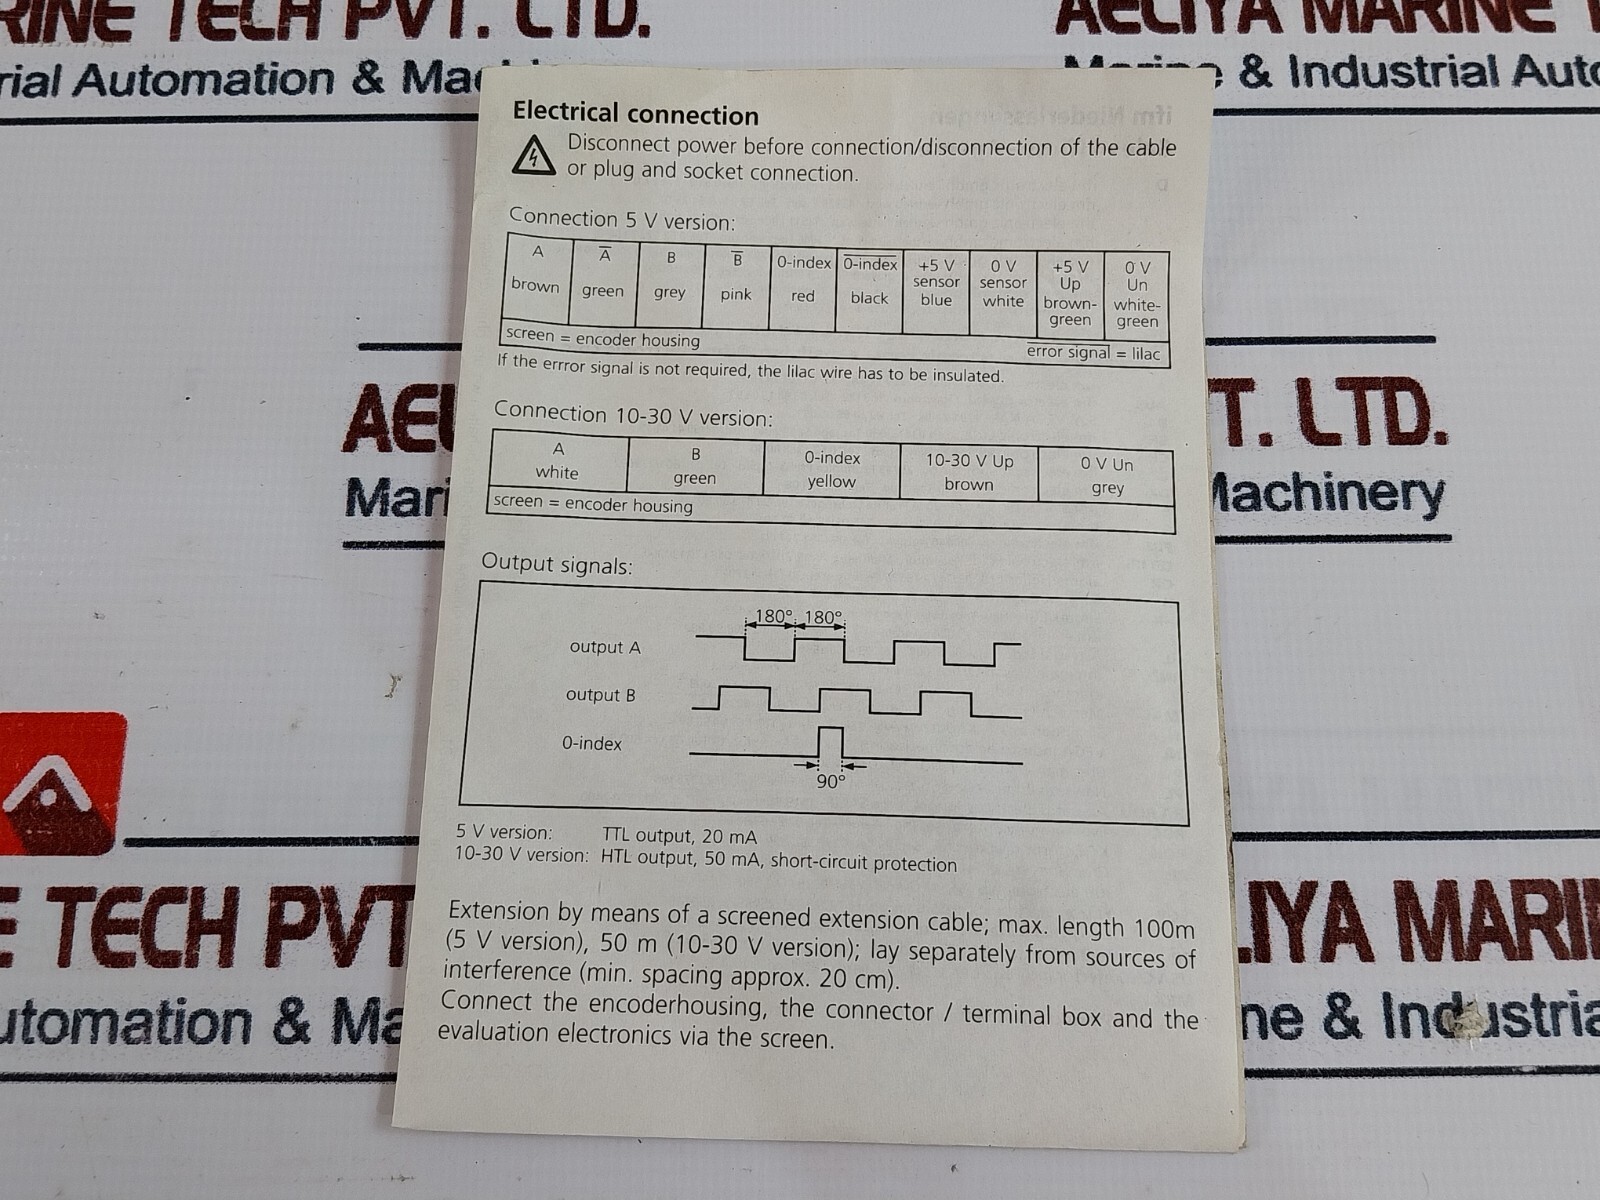 RINE TECH PVT. LTD.
AELIYA MARINE T
rial Automation & Mac
Marine & Industrial Auto
Electrical connection
Disconnect power before connection/disconnection of the cable
or plug and socket connection.
Connection 5 V version:
A A̅ B B̅ 0-index 0-index +5 V 0 V +5 V 0 V
sensor sensor Up Un
brown green grey pink red black blue white brown- white-
green green
screen = encoder housing error signal = lilac
If the errror signal is not required, the lilac wire has to be insulated.
AEL T. LTD.
Connection 10-30 V version:
A B 0-index 10-30 V Up 0 V Un
white green yellow brown grey
Mari Machinery
screen = encoder housing
Output signals:
180° 180°
output A
output B
0-index
90°
5 V version: TTL output, 20 mA
10-30 V version: HTL output, 50 mA, short-circuit protection
E TECH PVT LIYA MARIN
Extension by means of a screened extension cable; max. length 100m
(5 V version), 50 m (10-30 V version); lay separately from sources of
interference (min. spacing approx. 20 cm).
Connect the encoderhousing, the connector / terminal box and the
evaluation electronics via the screen.
utomation & Ma ne & Industria